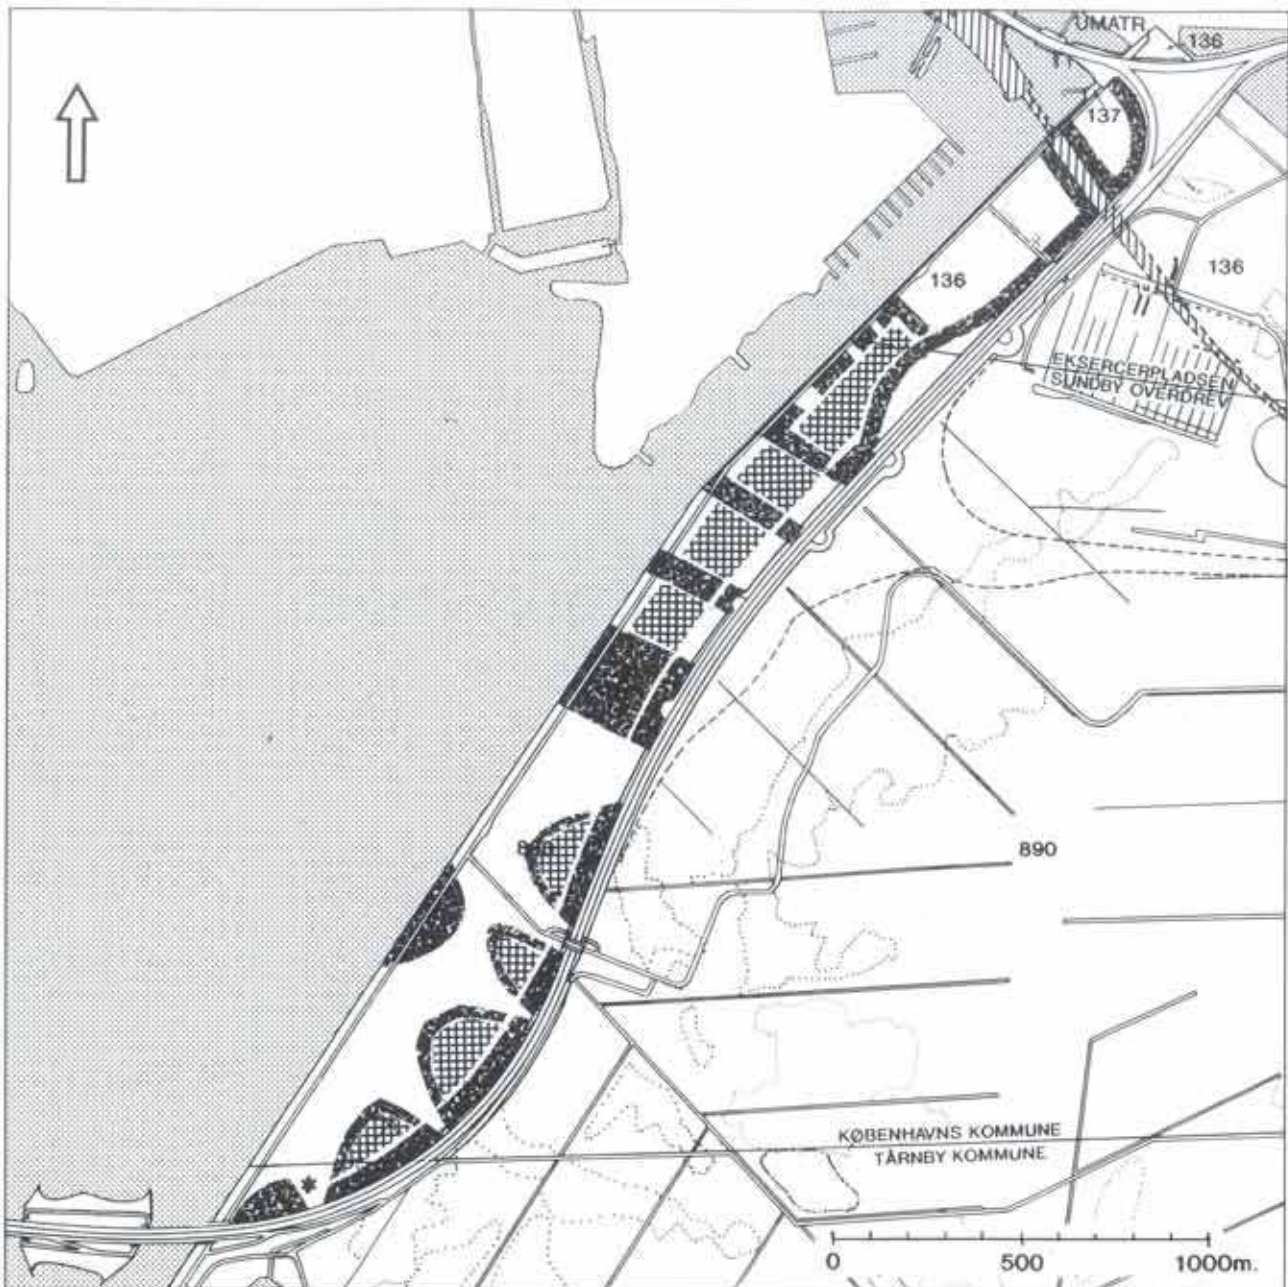 UMATR
136
137
136
136
EKSERCERPLADSEN
SUNDBY OVERDREV
890
KØBENHAVNS KOMMUNE
TÅRNBY KOMMUNE
*
0 500 1000m.